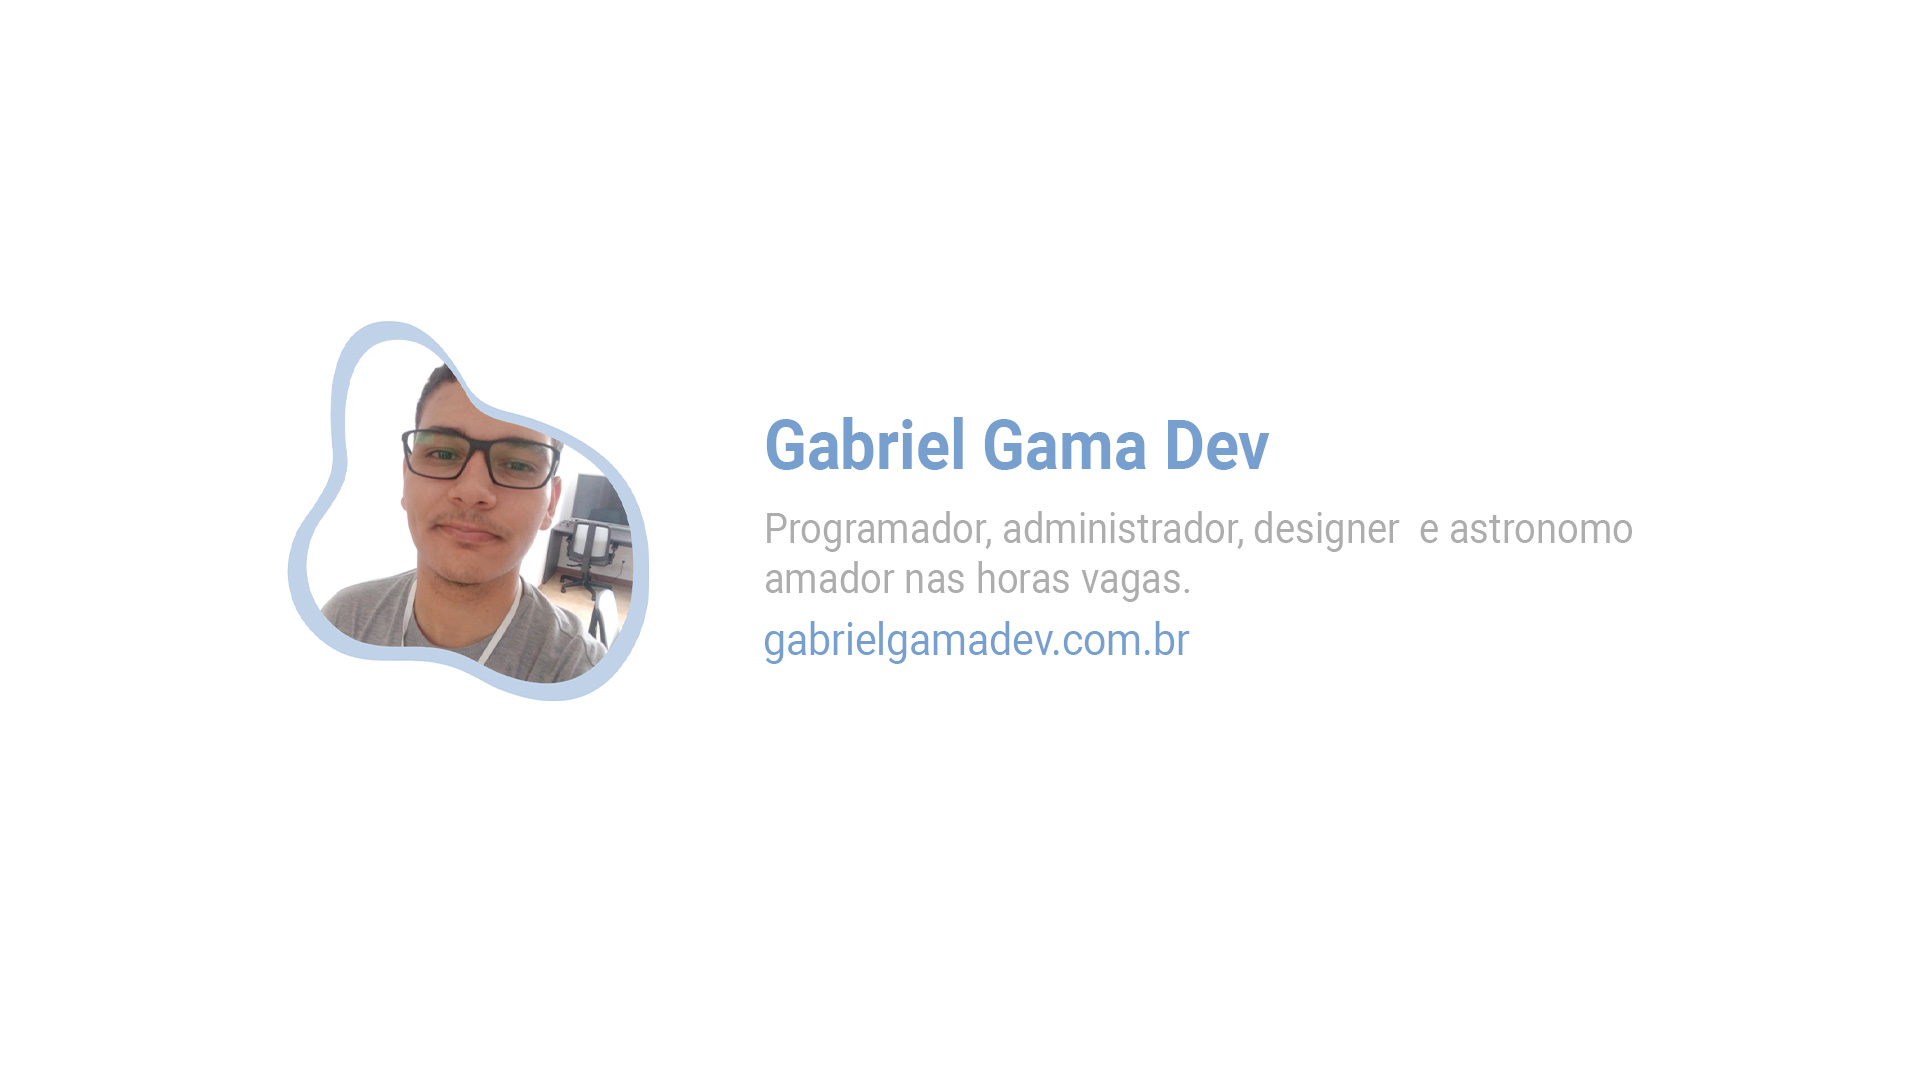 Gabriel Gama Dev
Programador, administrador, designer  e astronomo
amador nas horas vagas.
gabrielgamadev.com.br